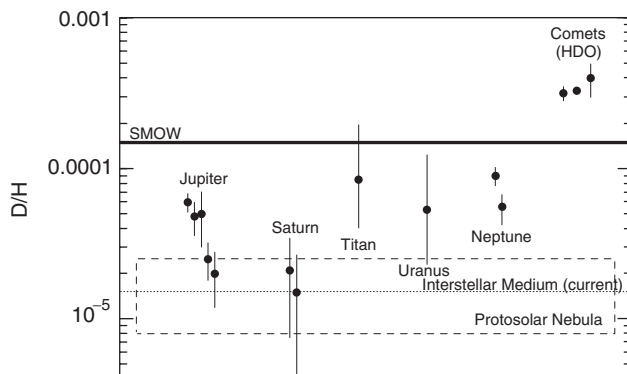 0.001
Comets
(HDO)
SMOW
0.0001
D/H
Jupiter
Saturn
Titan
Neptune
Uranus
Interstellar Medium (current)
10⁻⁵
Protosolar Nebula